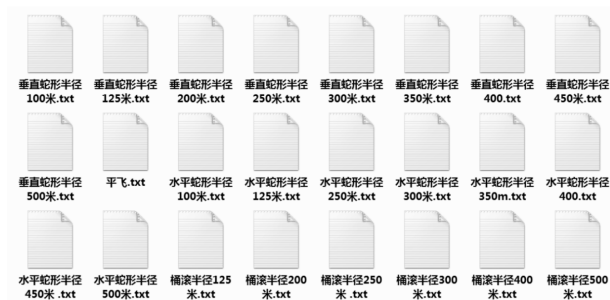 垂直蛇形半径 垂直蛇形半径 垂直蛇形半径 垂直蛇形半径 垂直蛇形半径 垂直蛇形半径 垂直蛇形半径 垂直蛇形半径
100米.txt 125米.txt 200米.txt 250米.txt 300米.txt 350米.txt 400.txt 450米.txt
垂直蛇形半径 平飞.txt 水平蛇形半径 水平蛇形半径 水平蛇形半径 水平蛇形半径 水平蛇形半径 水平蛇形半径
500米.txt 100米.txt 125米.txt 250米.txt 300米.txt 350m.txt 400.txt
水平蛇形半径 水平蛇形半径 桶滚半径125 桶滚半径200 桶滚半径250 桶滚半径300 桶滚半径400 桶滚半径500
450米 .txt 500米.txt 米.txt 米.txt 米 .txt 米.txt 米.txt 米.txt